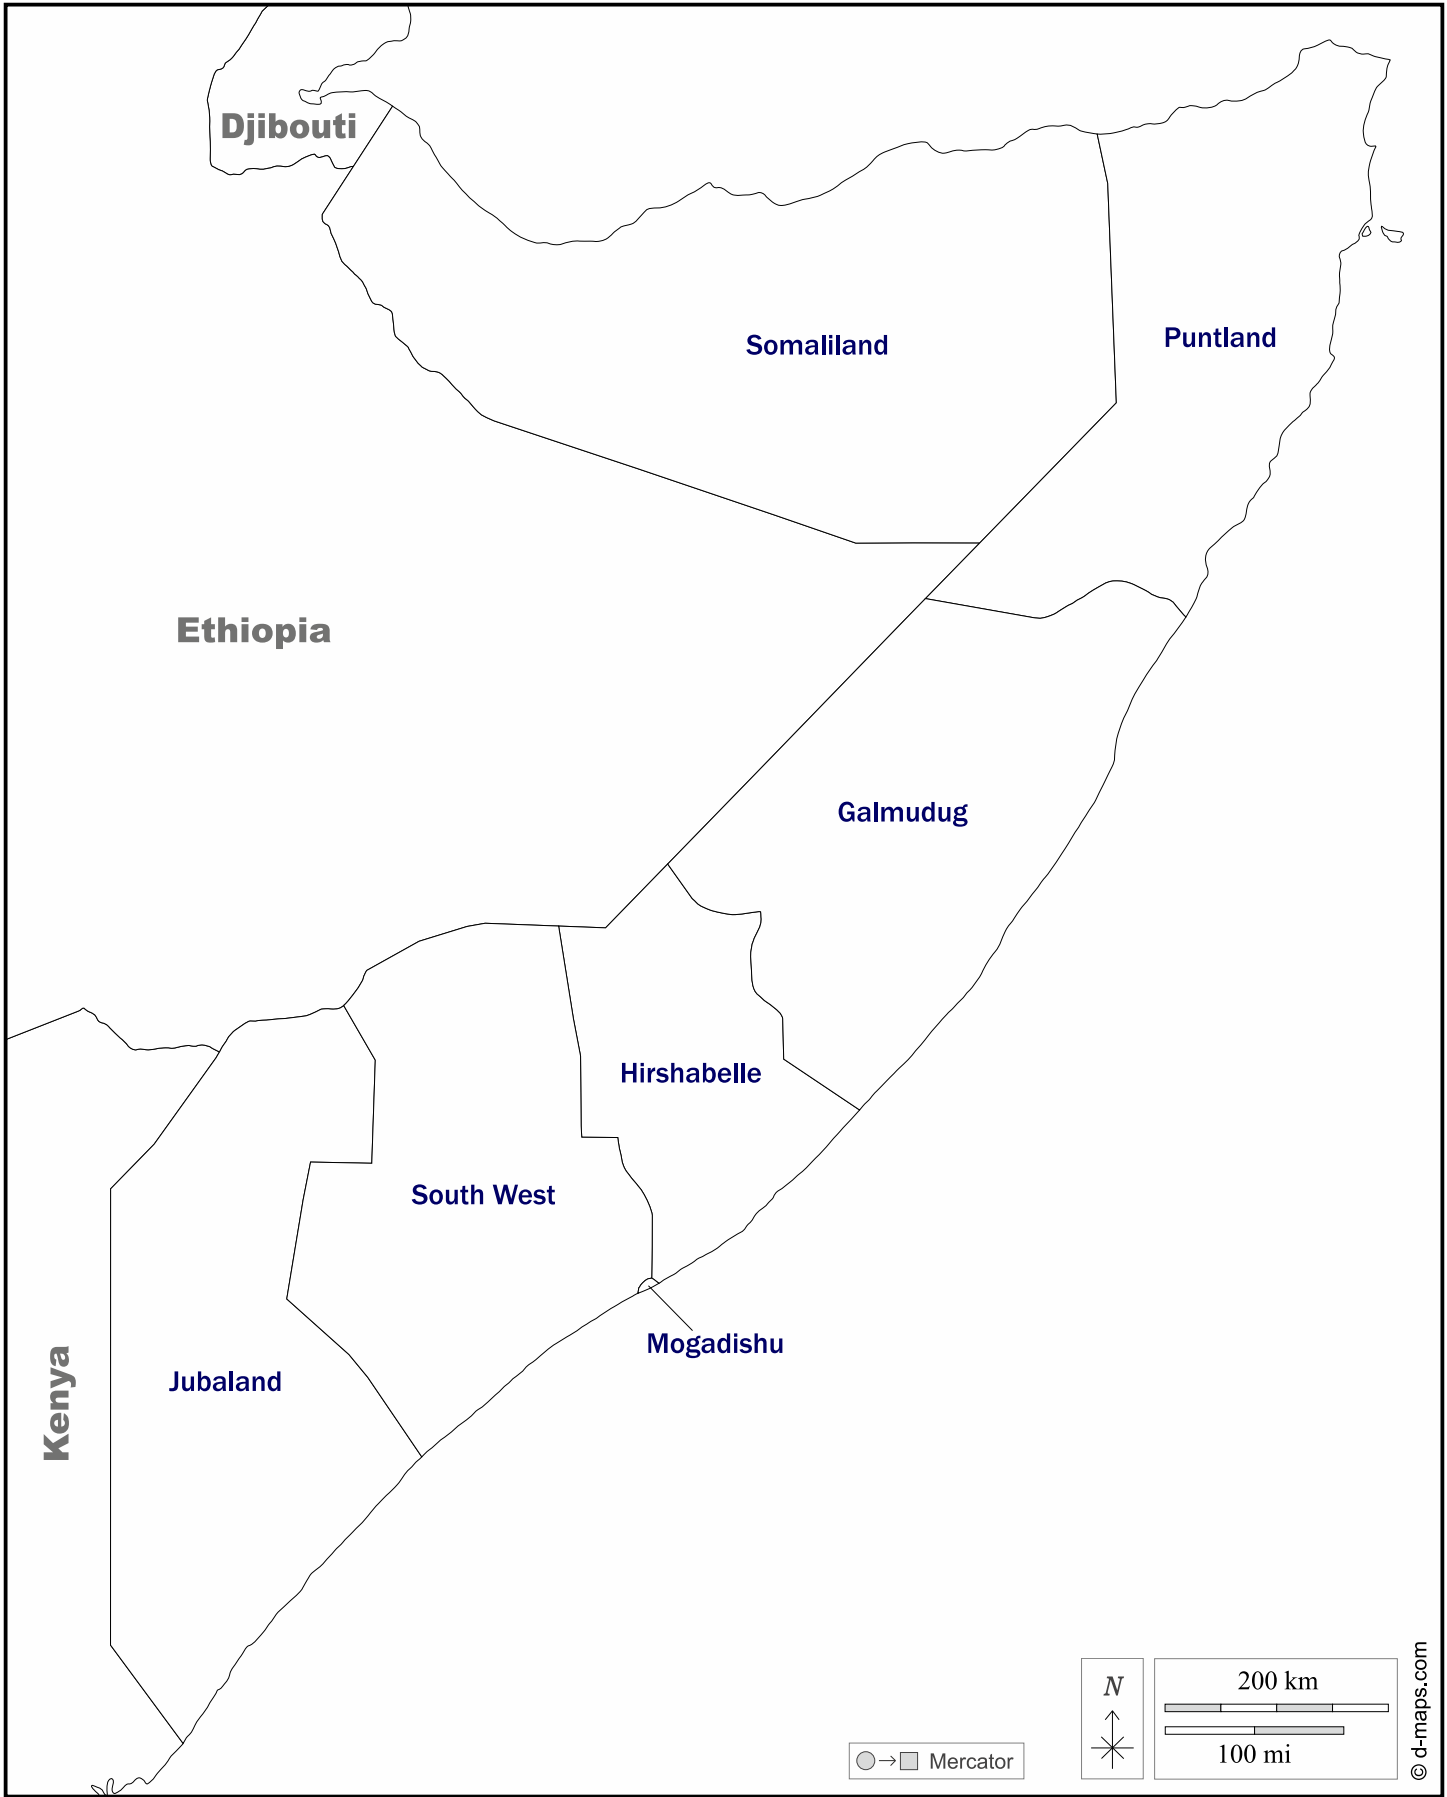 Djibouti
Somaliland
Puntland
Ethiopia
Galmudug
Hirshabelle
South West
Mogadishu
Jubaland
Kenya
N
200 km
100 mi
Mercator
© d-maps.com